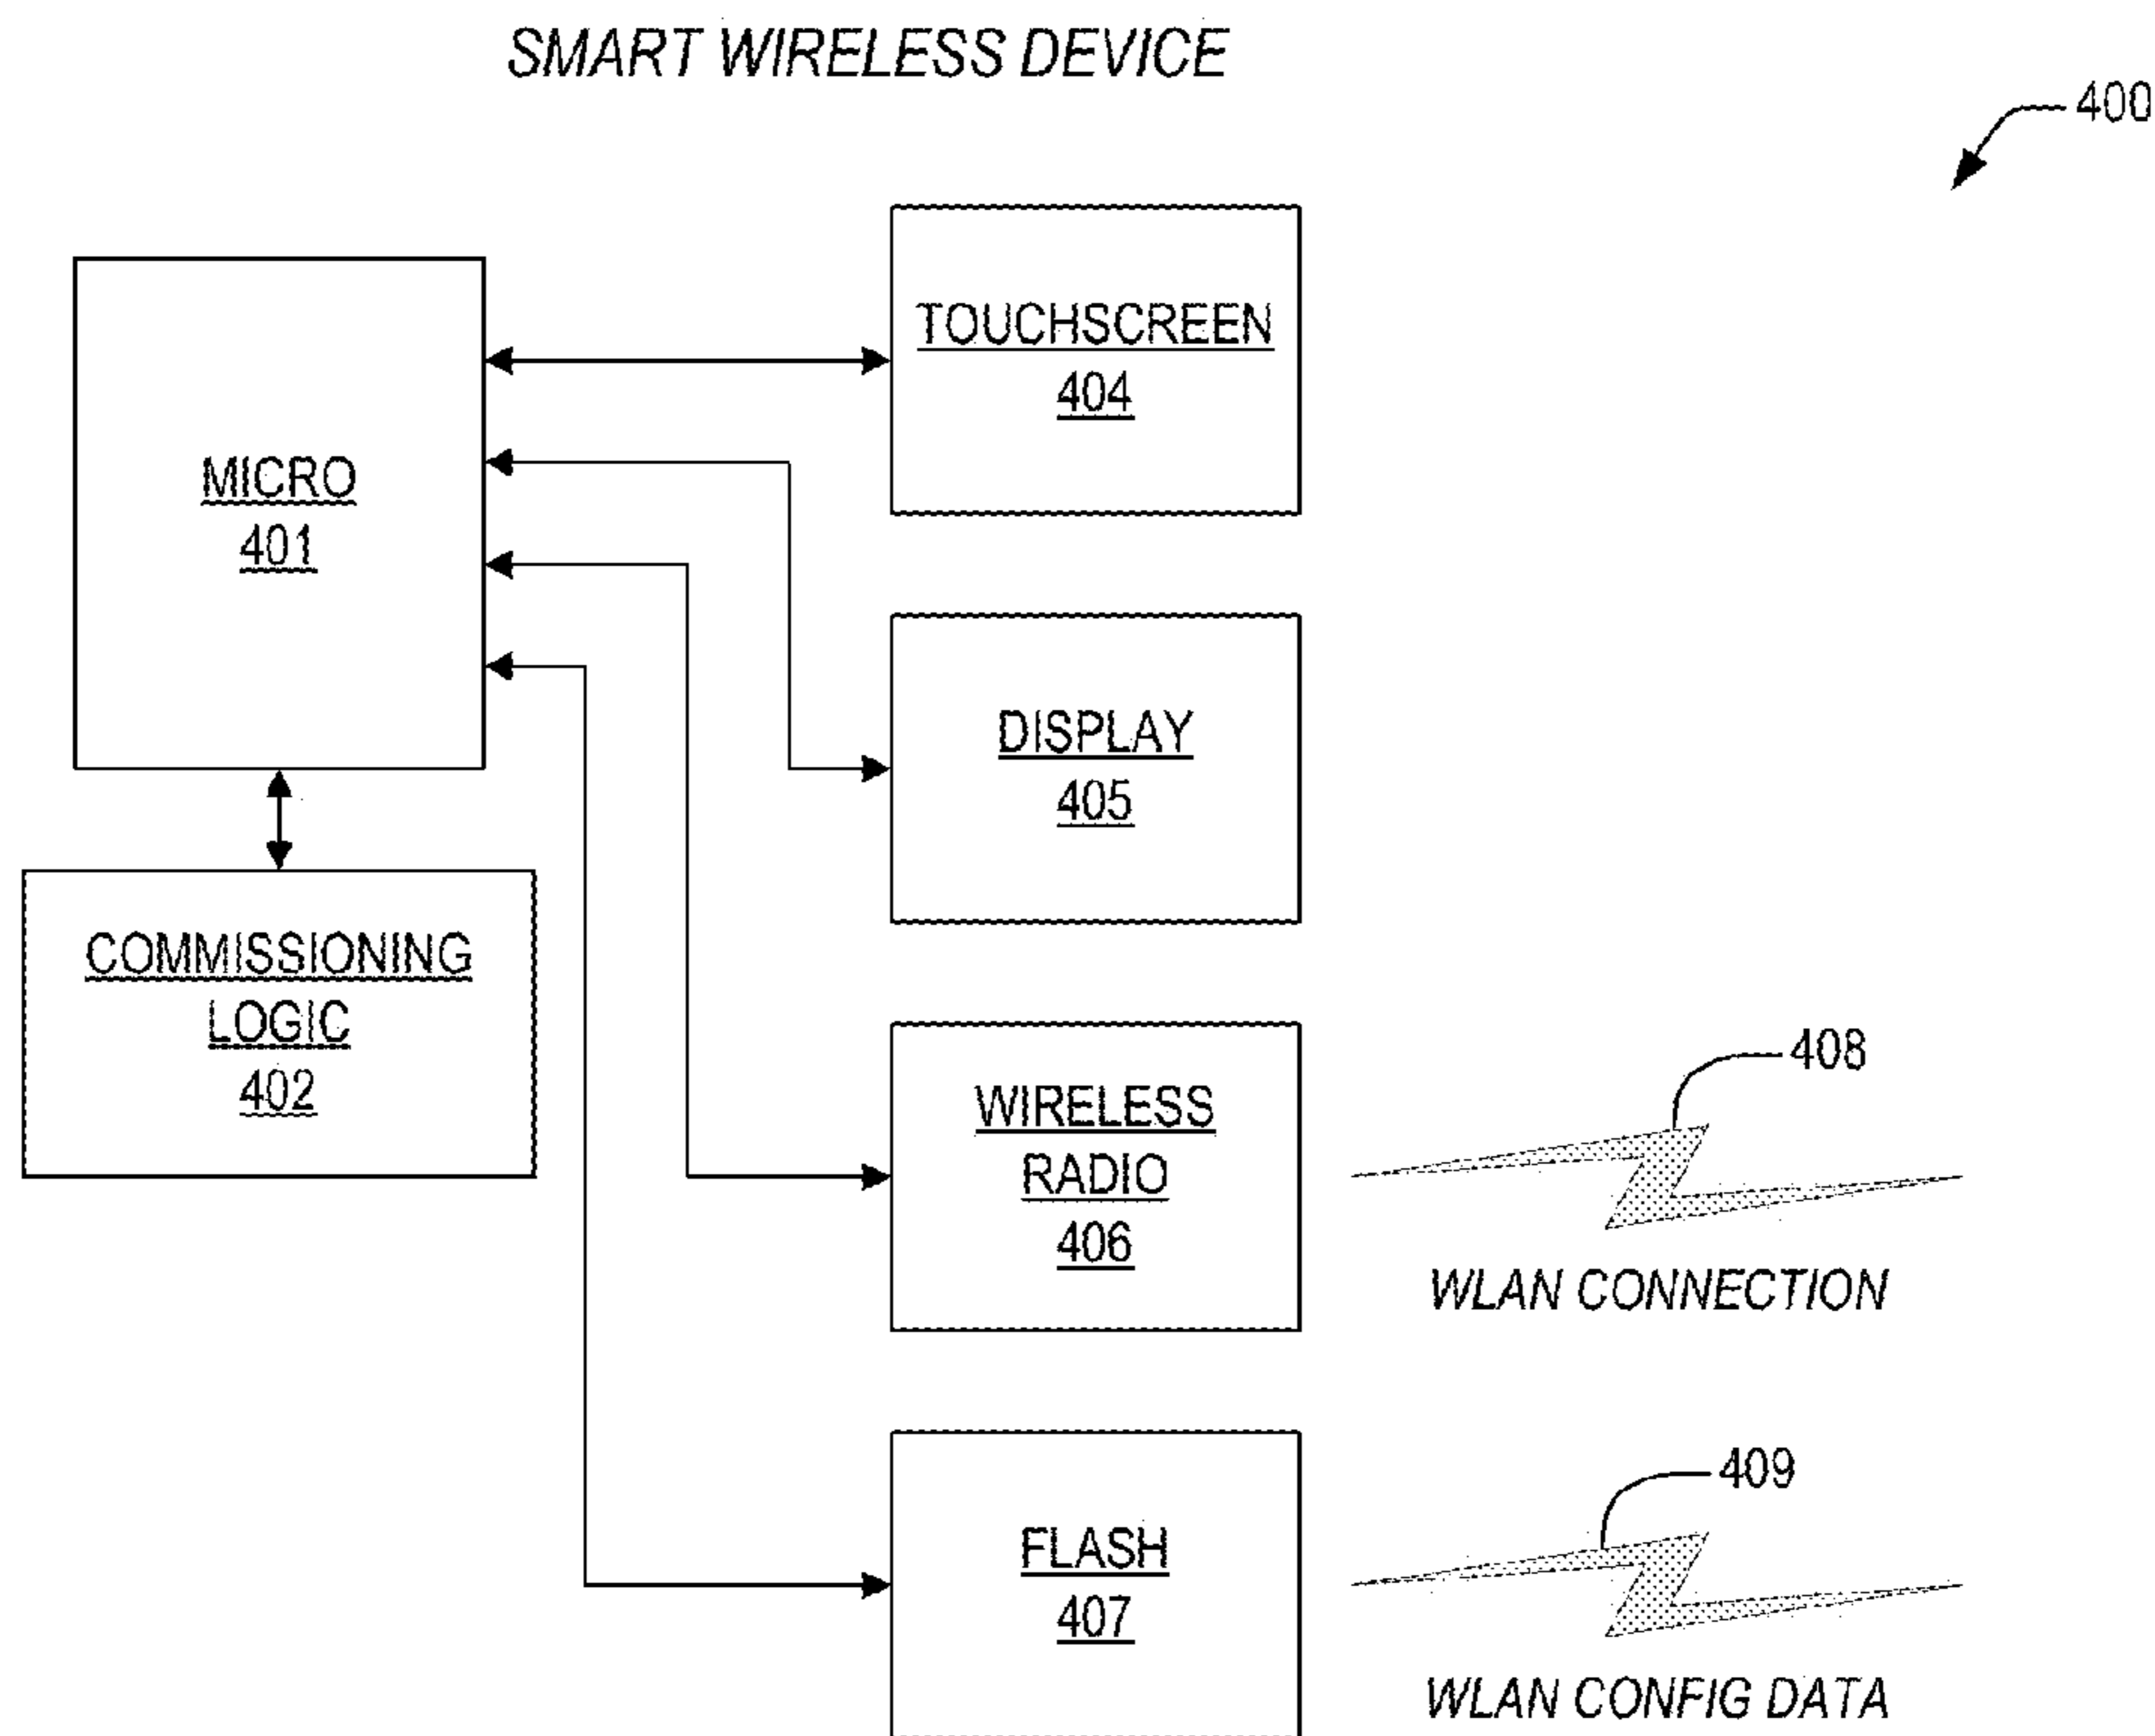 SMART WIRELESS DEVICE
400
TOUCHSCREEN
404
MICRO
401
DISPLAY
405
COMMISSIONING
LOGIC
402
WIRELESS
RADIO
406
408
WLAN CONNECTION
FLASH
407
409
WLAN CONFIG DATA